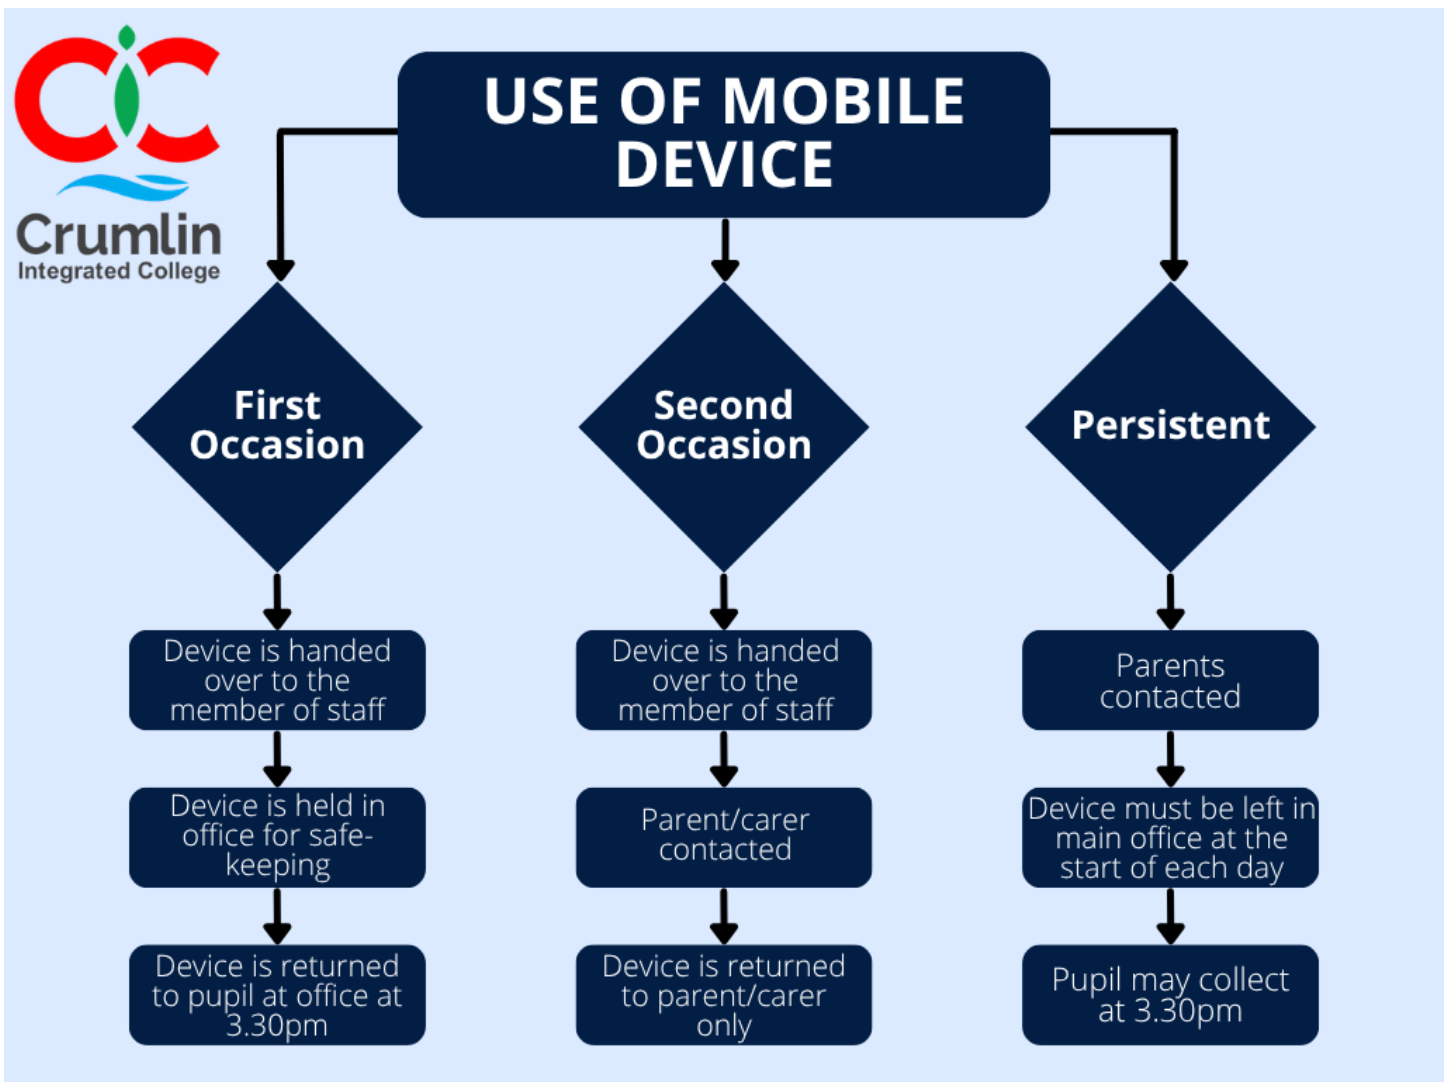 CiC
Crumlin
Integrated College
USE OF MOBILE
DEVICE
First
Occasion
Device is handed
over to the
member of staff
Device is held in
office for safe-
keeping
Device is returned
to pupil at office at
3.30pm
Second
Occasion
Device is handed
over to the
member of staff
Parent/carer
contacted
Device is returned
to parent/carer
only
Persistent
Parents
contacted
Device must be left in
main office at the
start of each day
Pupil may collect
at 3.30pm